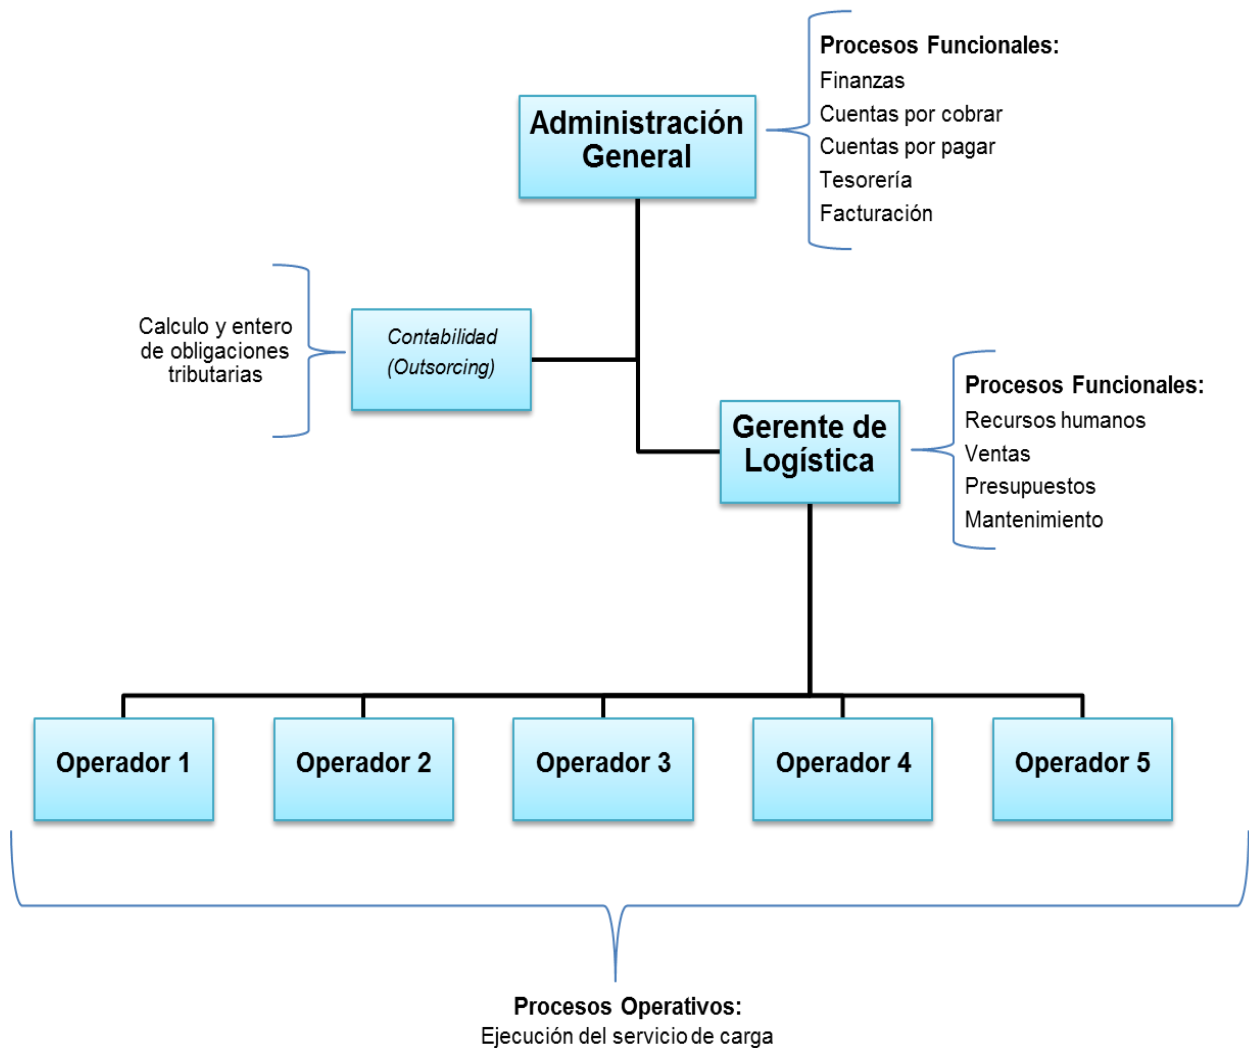 Procesos Funcionales:
Finanzas
Cuentas por cobrar
Cuentas por pagar
Tesorería
Facturación
Administración
General
Calculo y entero
de obligaciones
tributarias
Contabilidad
(Outsorcing)
Gerente de
Logística
Procesos Funcionales:
Recursos humanos
Ventas
Presupuestos
Mantenimiento
Operador 1
Operador 2
Operador 3
Operador 4
Operador 5
Procesos Operativos:
Ejecución del servicio de carga